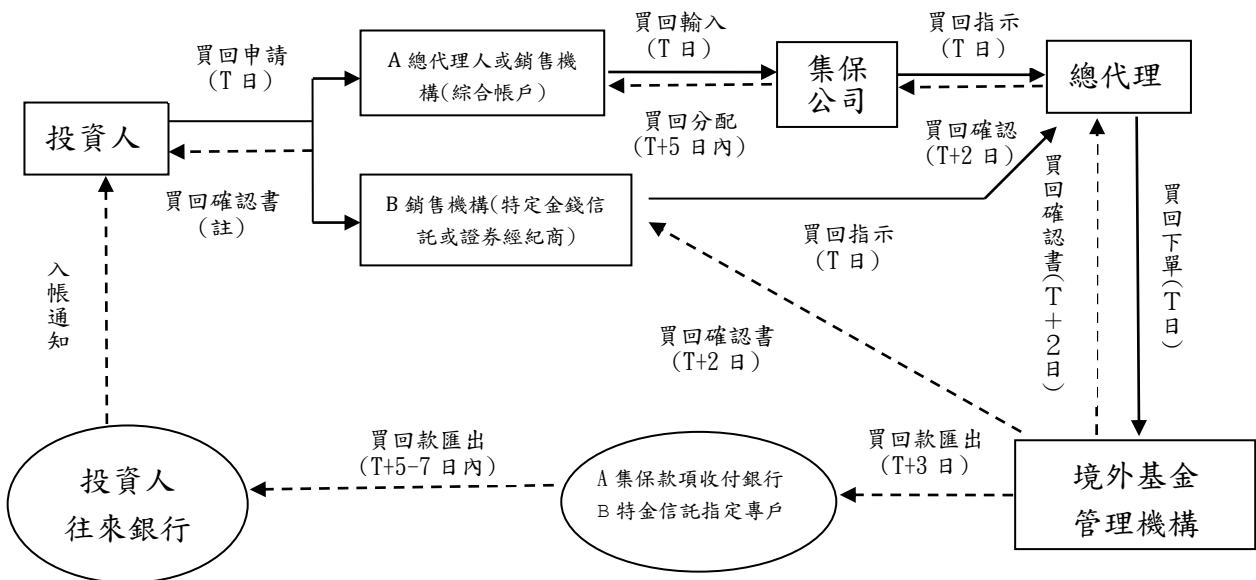 買回申請
(T 日)
A 總代理人或銷售機
構(綜合帳戶)
買回輸入
(T 日)
集保
公司
買回指示
(T 日)
總代理
投資人
買回分配
(T+5 日內)
買回確認
(T+2 日)
買回確認書
(註)
B 銷售機構(特定金錢信
託或證券經紀商)
買回指示
(T 日)
買回確認書(T+2日)
買回下單(T日)
入帳通知
買回確認書
(T+2 日)
買回款匯出
(T+5-7 日內)
買回款匯出
(T+3 日)
投資人
往來銀行
A 集保款項收付銀行
B 特金信託指定專戶
境外基金
管理機構